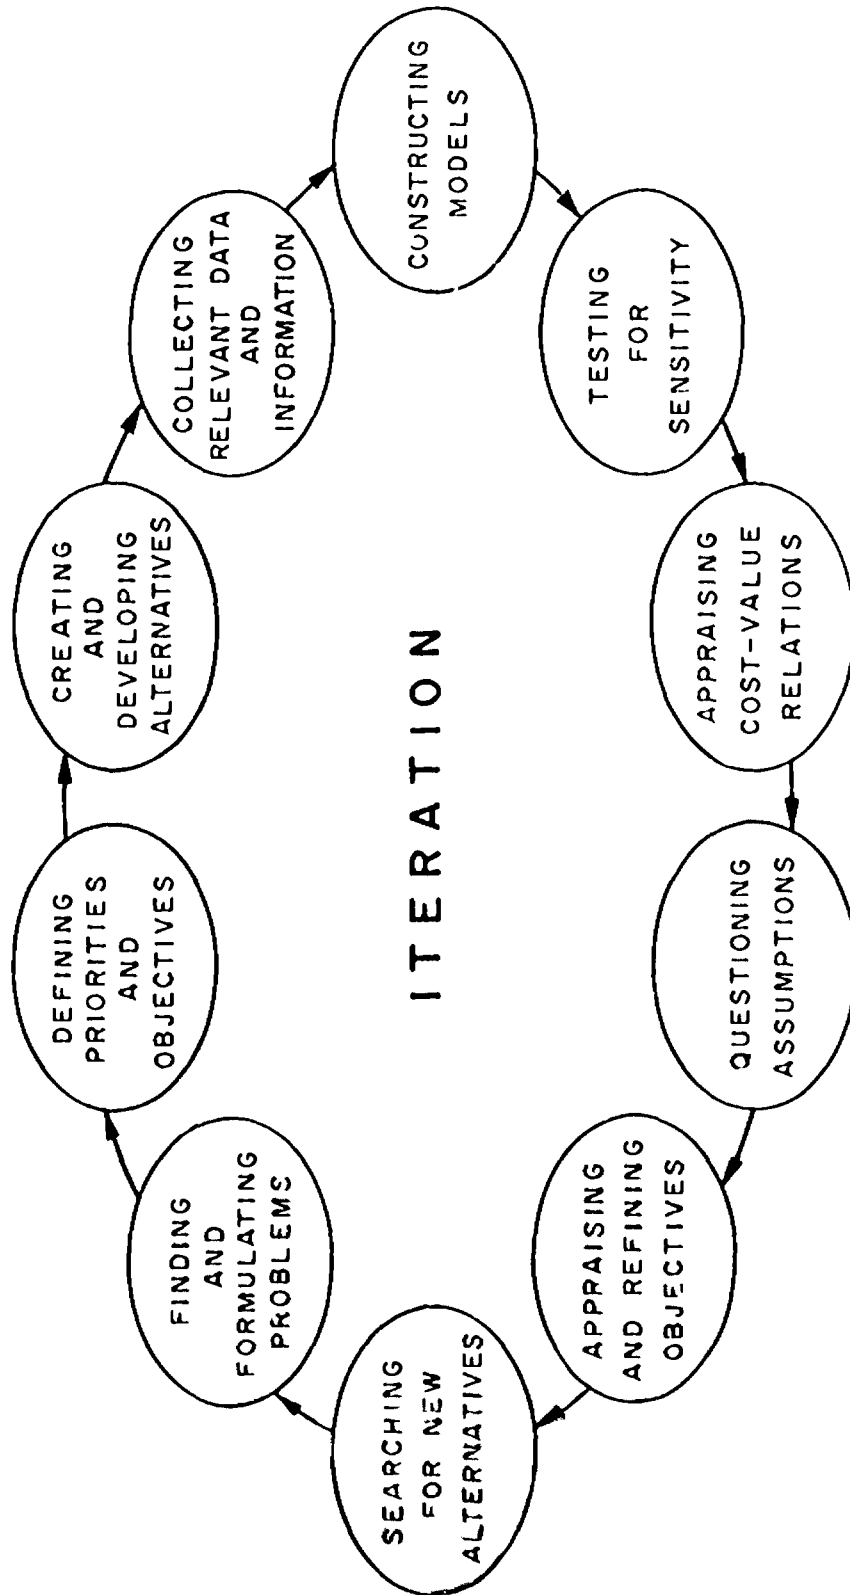 FINDING
AND
FORMULATING
PROBLEMS
DEFINING
PRIORITIES
AND
OBJECTIVES
CREATING
AND
DEVELOPING
ALTERNATIVES
COLLECTING
RELEVANT DATA
AND
INFORMATION
CONSTRUCTING
MODELS
TESTING
FOR
SENSITIVITY
APPRAISING
COST-VALUE
RELATIONS
QUESTIONING
ASSUMPTIONS
APPRAISING
AND REFINING
OBJECTIVES
SEARCHING
FOR NEW
ALTERNATIVES
ITERATION